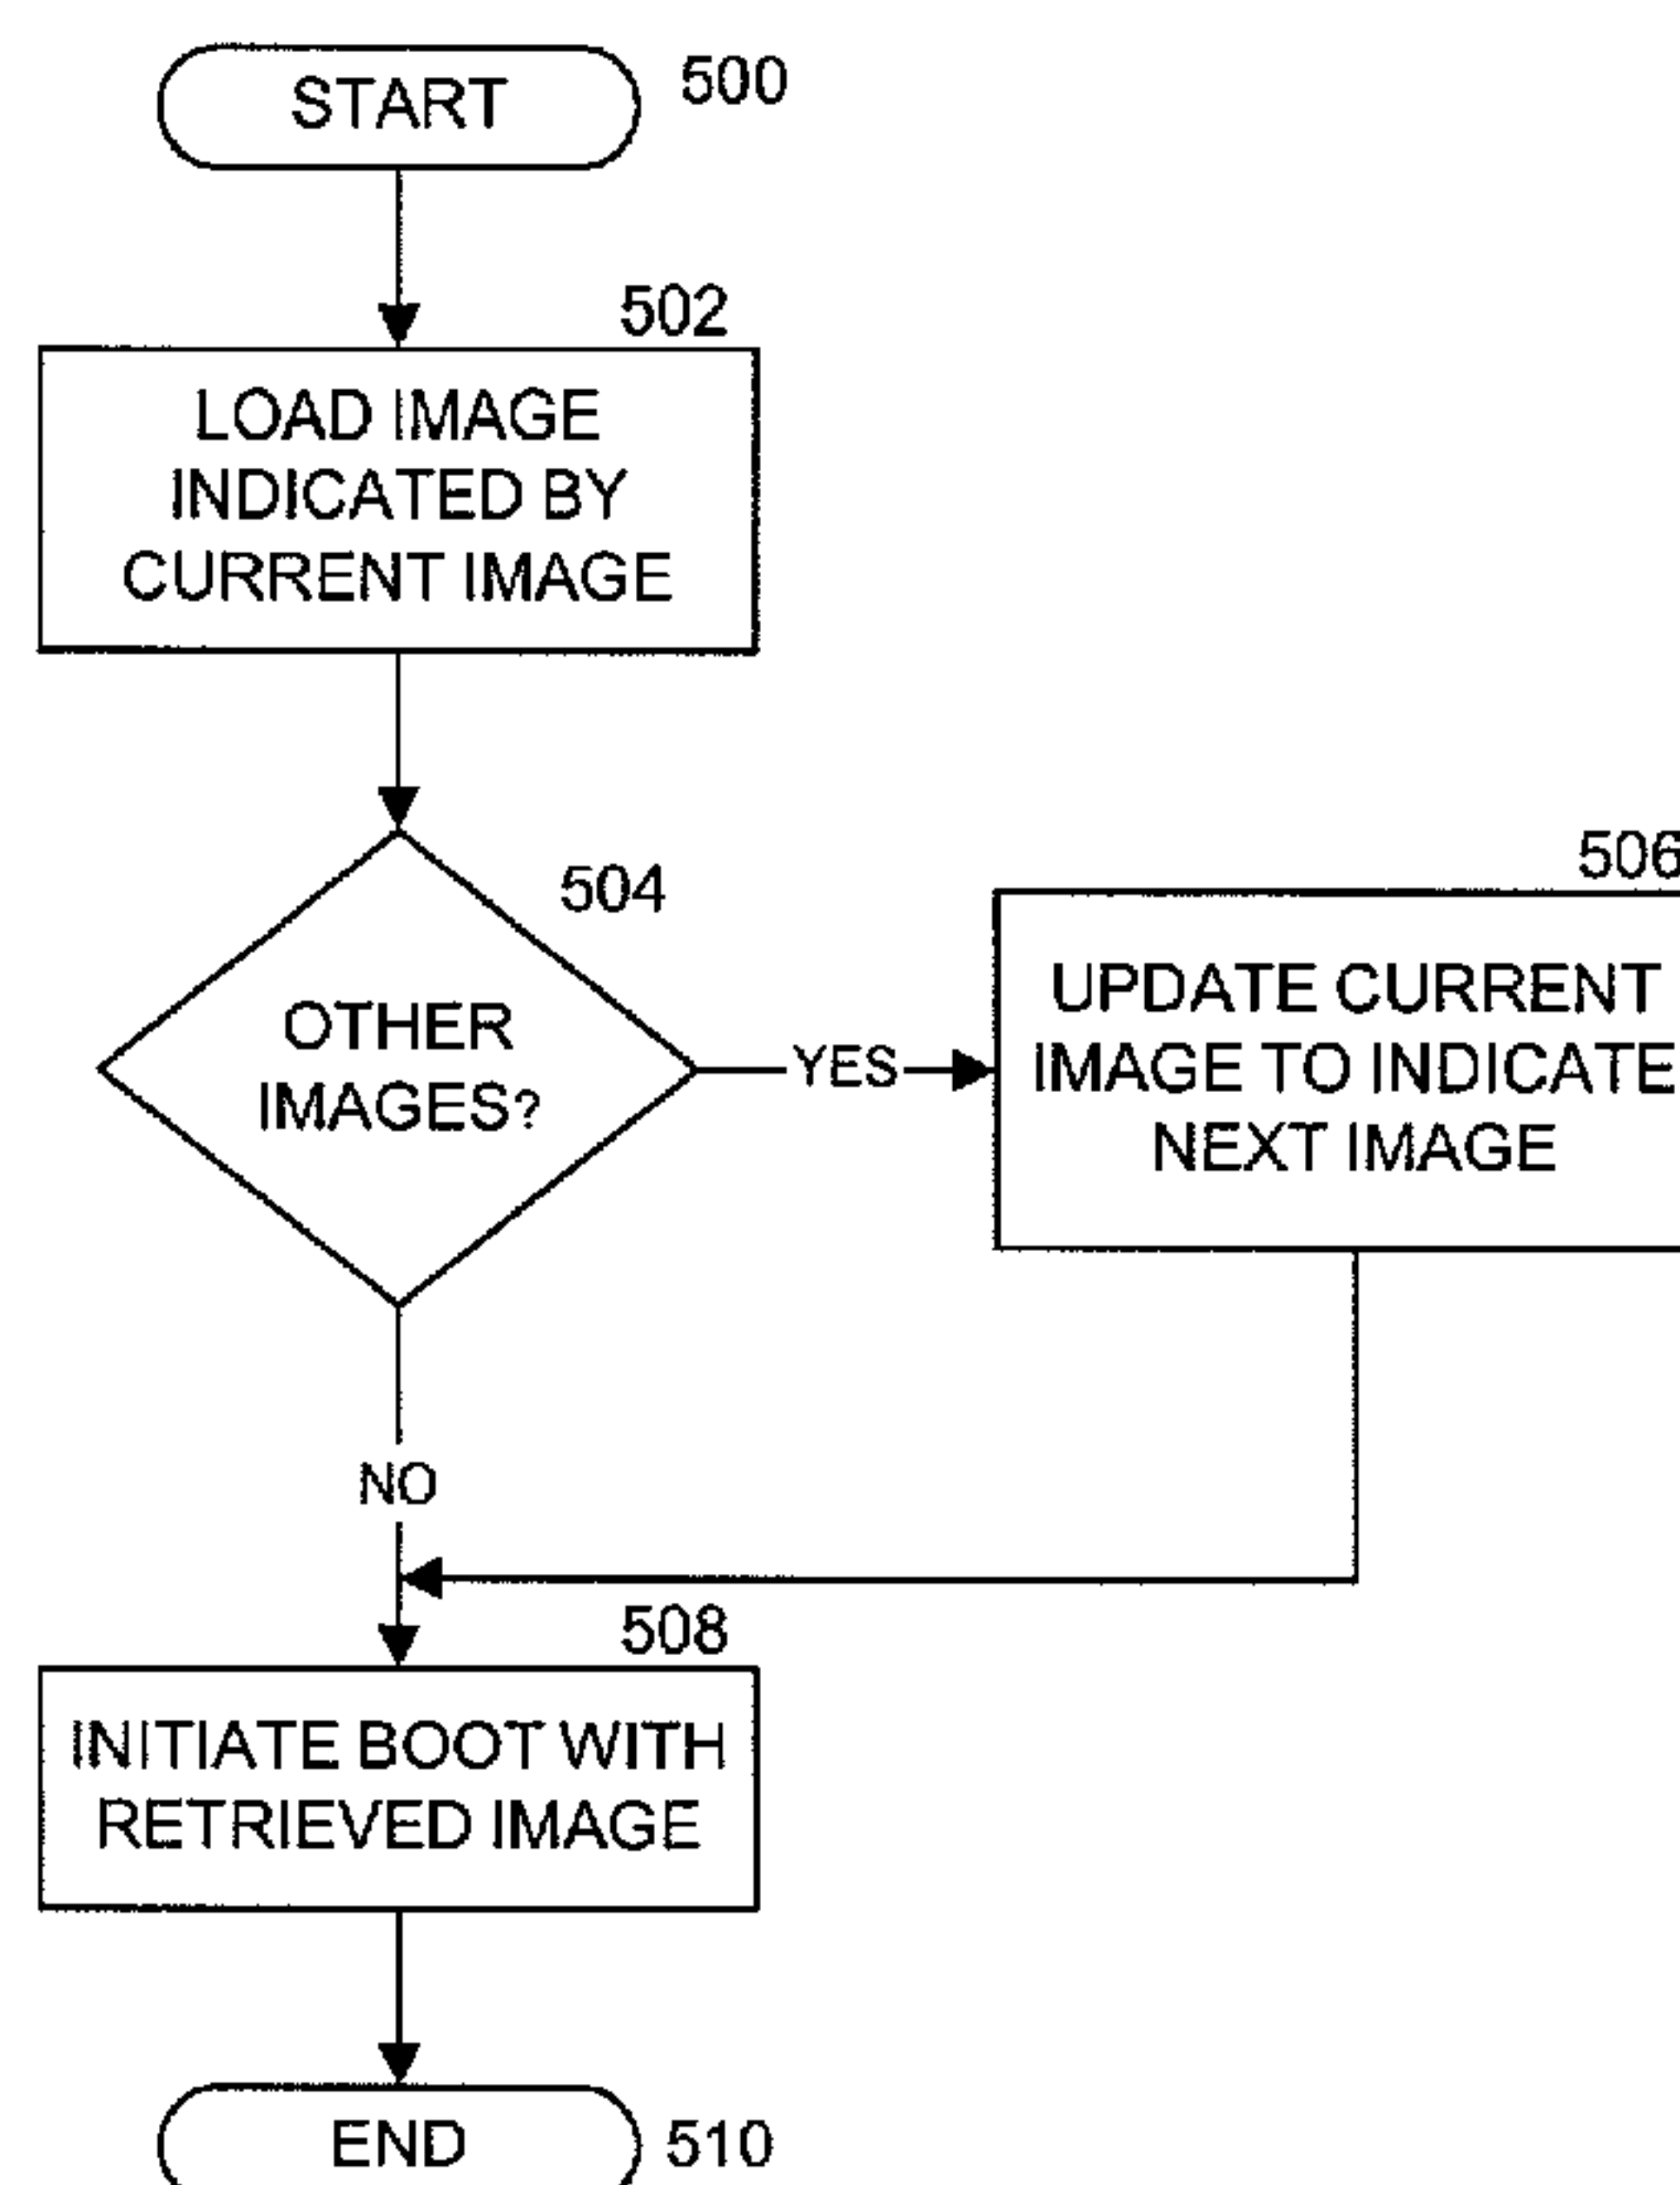 START
500
502
LOAD IMAGE
INDICATED BY
CURRENT IMAGE
504
OTHER
IMAGES?
YES
506
UPDATE CURRENT
IMAGE TO INDICATE
NEXT IMAGE
NO
508
INITIATE BOOT WITH
RETRIEVED IMAGE
END
510